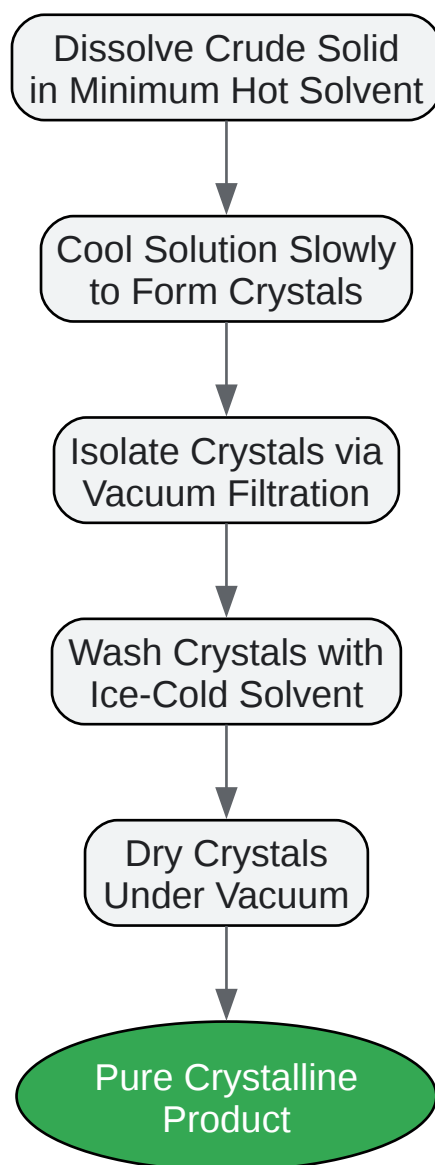 Dissolve Crude Solid
in Minimum Hot Solvent
Cool Solution Slowly
to Form Crystals
Isolate Crystals via
Vacuum Filtration
Wash Crystals with
Ice-Cold Solvent
Dry Crystals
Under Vacuum
Pure Crystalline
Product